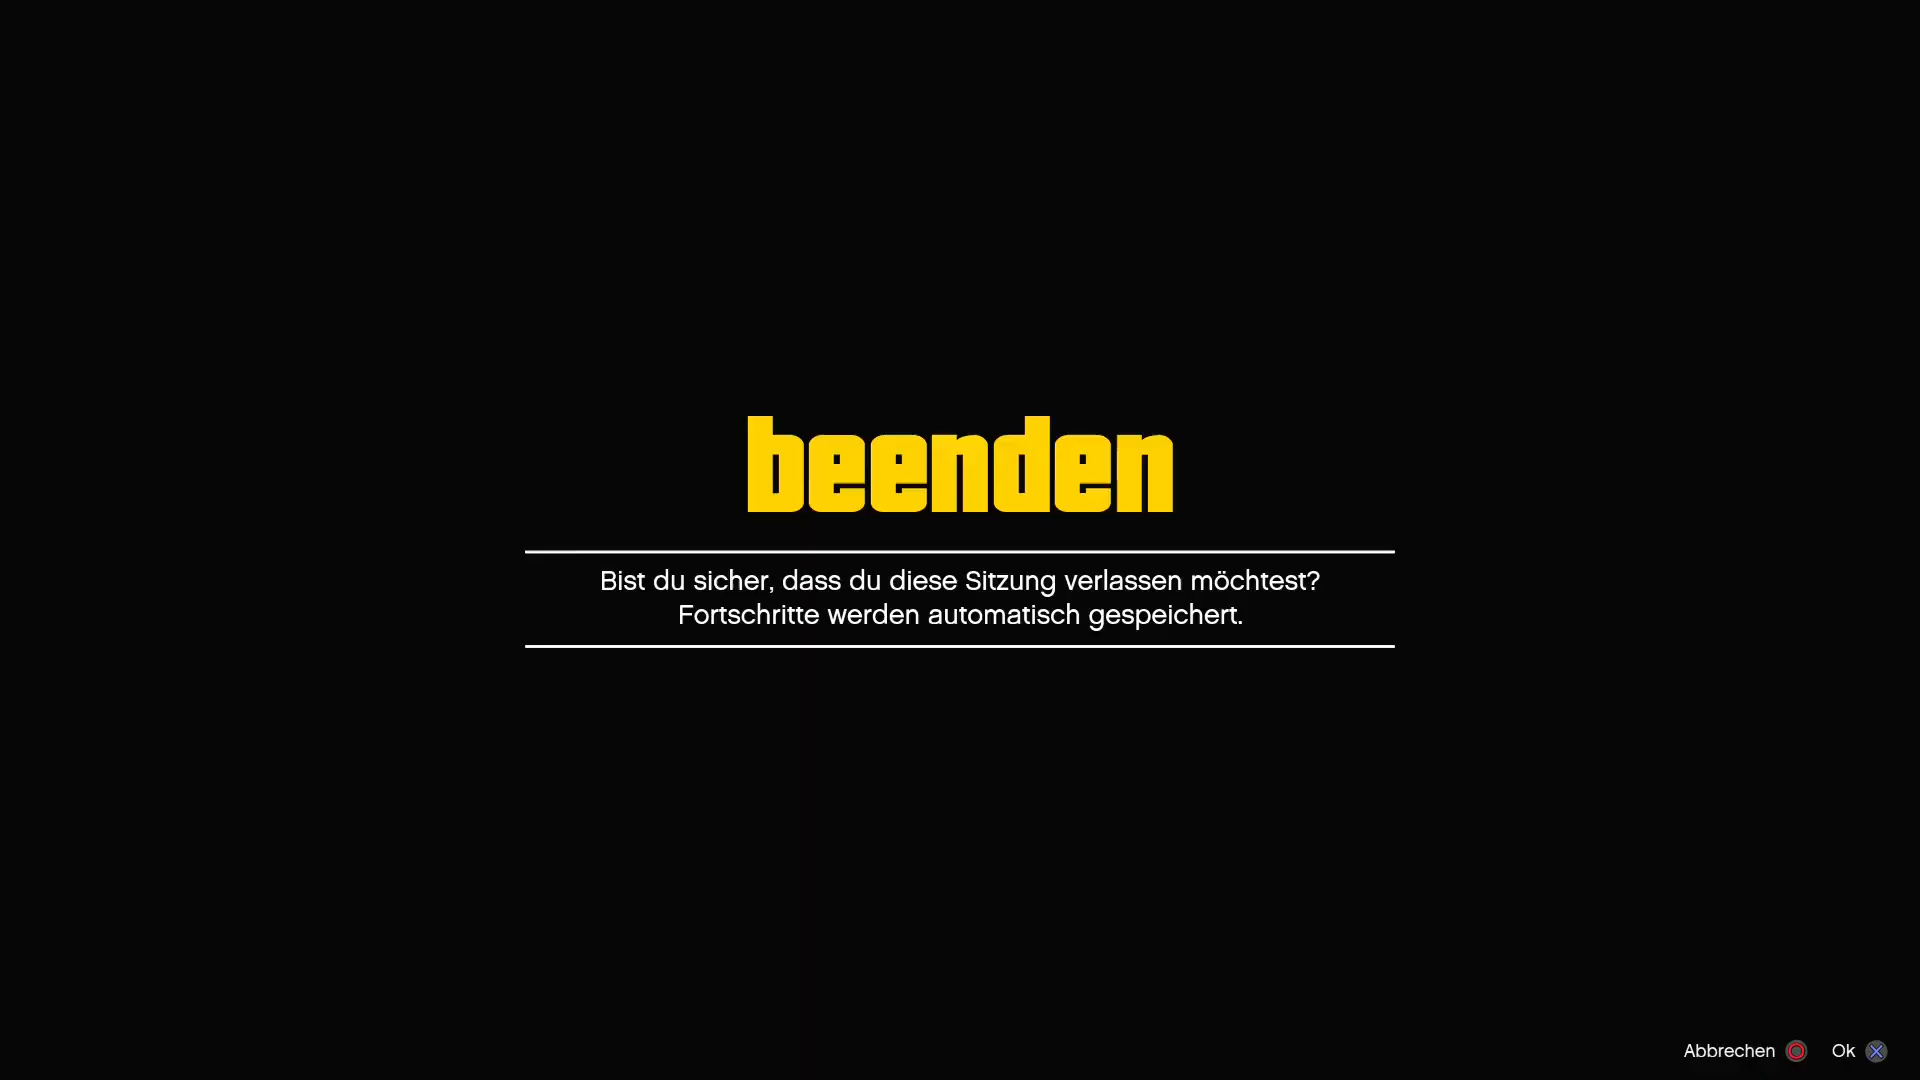 beenden
Bist du sicher, dass du diese Sitzung verlassen möchtest?
Fortschritte werden automatisch gespeichert.
Abbrechen Ok